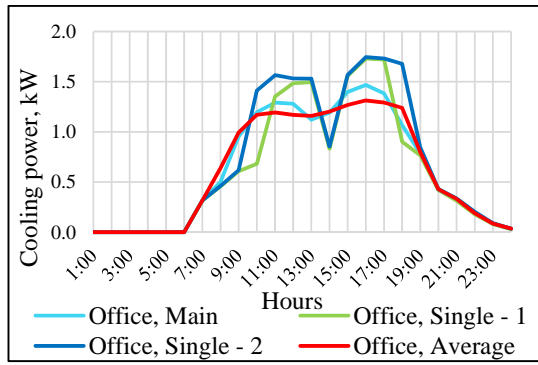 Cooling power, kW
2.0
1.5
1.0
0.5
0.0
1:00 3:00 5:00 7:00 9:00 11:00 13:00 15:00 17:00 19:00 21:00 23:00
Hours
Office, Main Office, Single - 1
Office, Single - 2 Office, Average